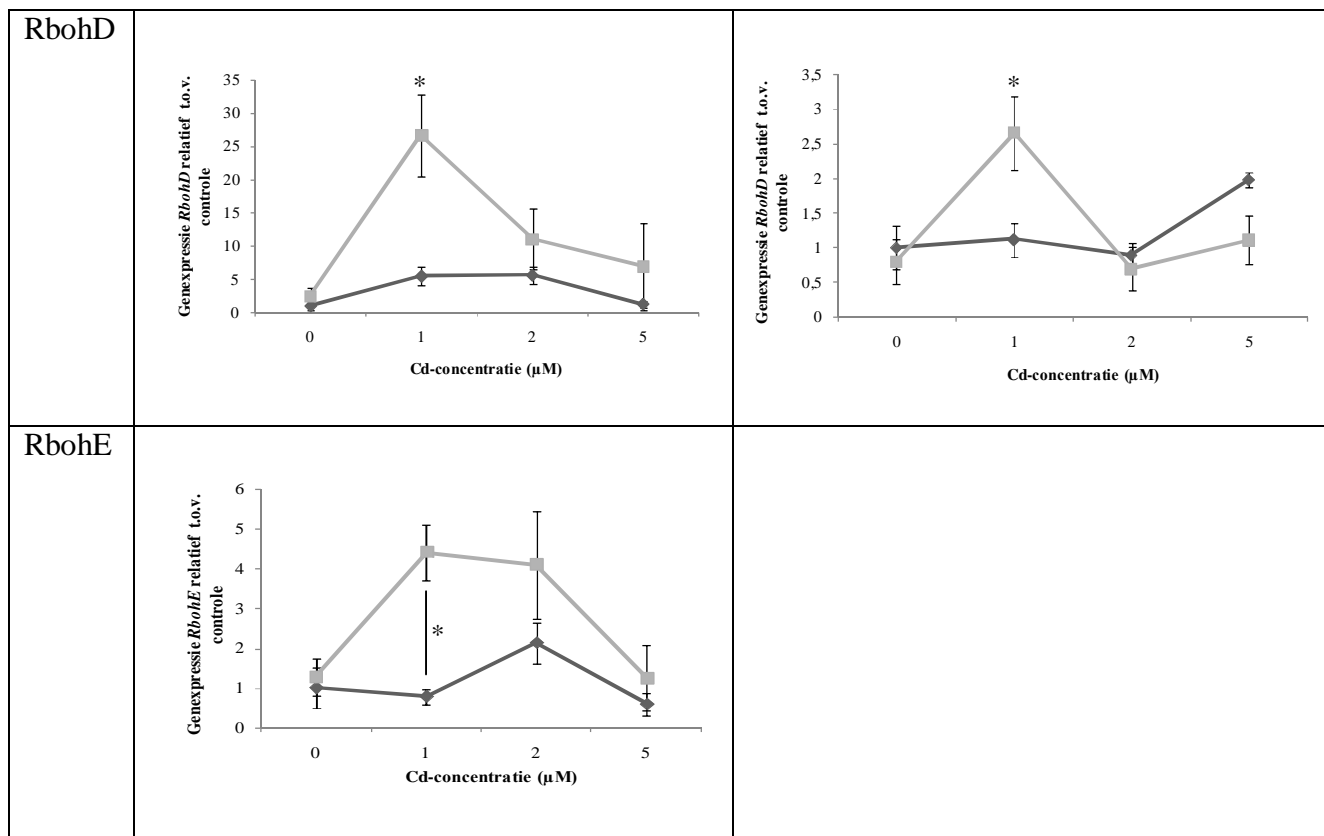 RbohD
Genexpressie RbohD relatief t.o.v.
controle
35
30
25
20
15
10
5
0
*
0 1 2 5
Cd-concentratie (µM)
Genexpressie RbohD relatief t.o.v.
controle
3,5
3
2,5
2
1,5
1
0,5
0
*
0 1 2 5
Cd-concentratie (µM)
RbohE
Genexpressie RbohE relatief t.o.v.
controle
6
5
4
3
2
1
0
*
0 1 2 5
Cd-concentratie (µM)